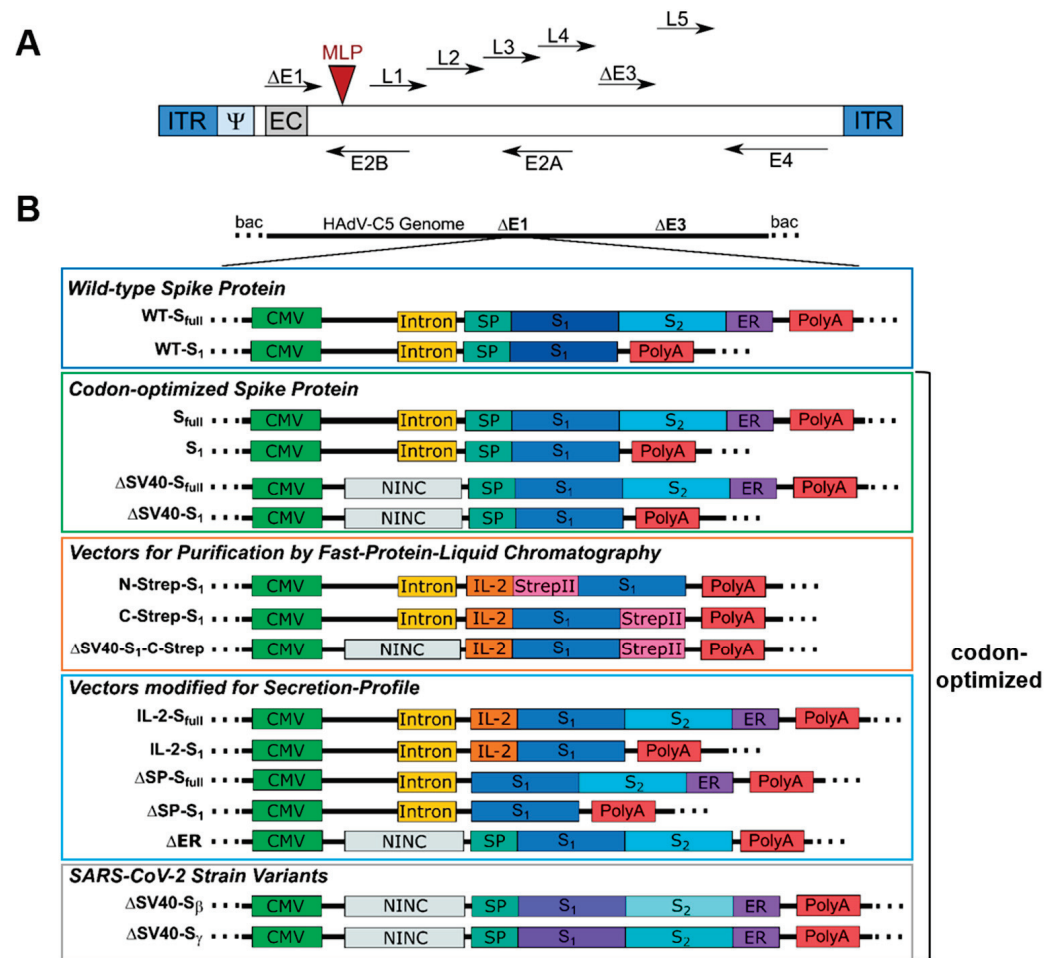 A
L5
L4
L3
L2
MLP
ΔE1
L1
ΔE3
ITR Ψ EC ITR
E2B E2A E4
B
bac HAdV-C5 Genome ΔE1 ΔE3 bac
Wild-type Spike Protein
WT-Sfull CMV Intron SP S1 S2 ER PolyA
WT-S1 CMV Intron SP S1 PolyA
Codon-optimized Spike Protein
Sfull CMV Intron SP S1 S2 ER PolyA
S1 CMV Intron SP S1 PolyA
ΔSV40-Sfull CMV NINC SP S1 S2 ER PolyA
ΔSV40-S1 CMV NINC SP S1 PolyA
Vectors for Purification by Fast-Protein-Liquid Chromatography
N-Strep-S1 CMV Intron IL-2 StrepII S1 PolyA
C-Strep-S1 CMV Intron IL-2 S1 StrepII PolyA
ΔSV40-S1-C-Strep CMV NINC IL-2 S1 StrepII PolyA
codon-
optimized
Vectors modified for Secretion-Profile
IL-2-Sfull CMV Intron IL-2 S1 S2 ER PolyA
IL-2-S1 CMV Intron IL-2 S1 PolyA
ΔSP-Sfull CMV Intron S1 S2 ER PolyA
ΔSP-S1 CMV Intron S1 PolyA
ΔER CMV NINC SP S1 S2 PolyA
SARS-CoV-2 Strain Variants
ΔSV40-Sβ CMV NINC SP S1 S2 ER PolyA
ΔSV40-Sγ CMV NINC SP S1 S2 ER PolyA